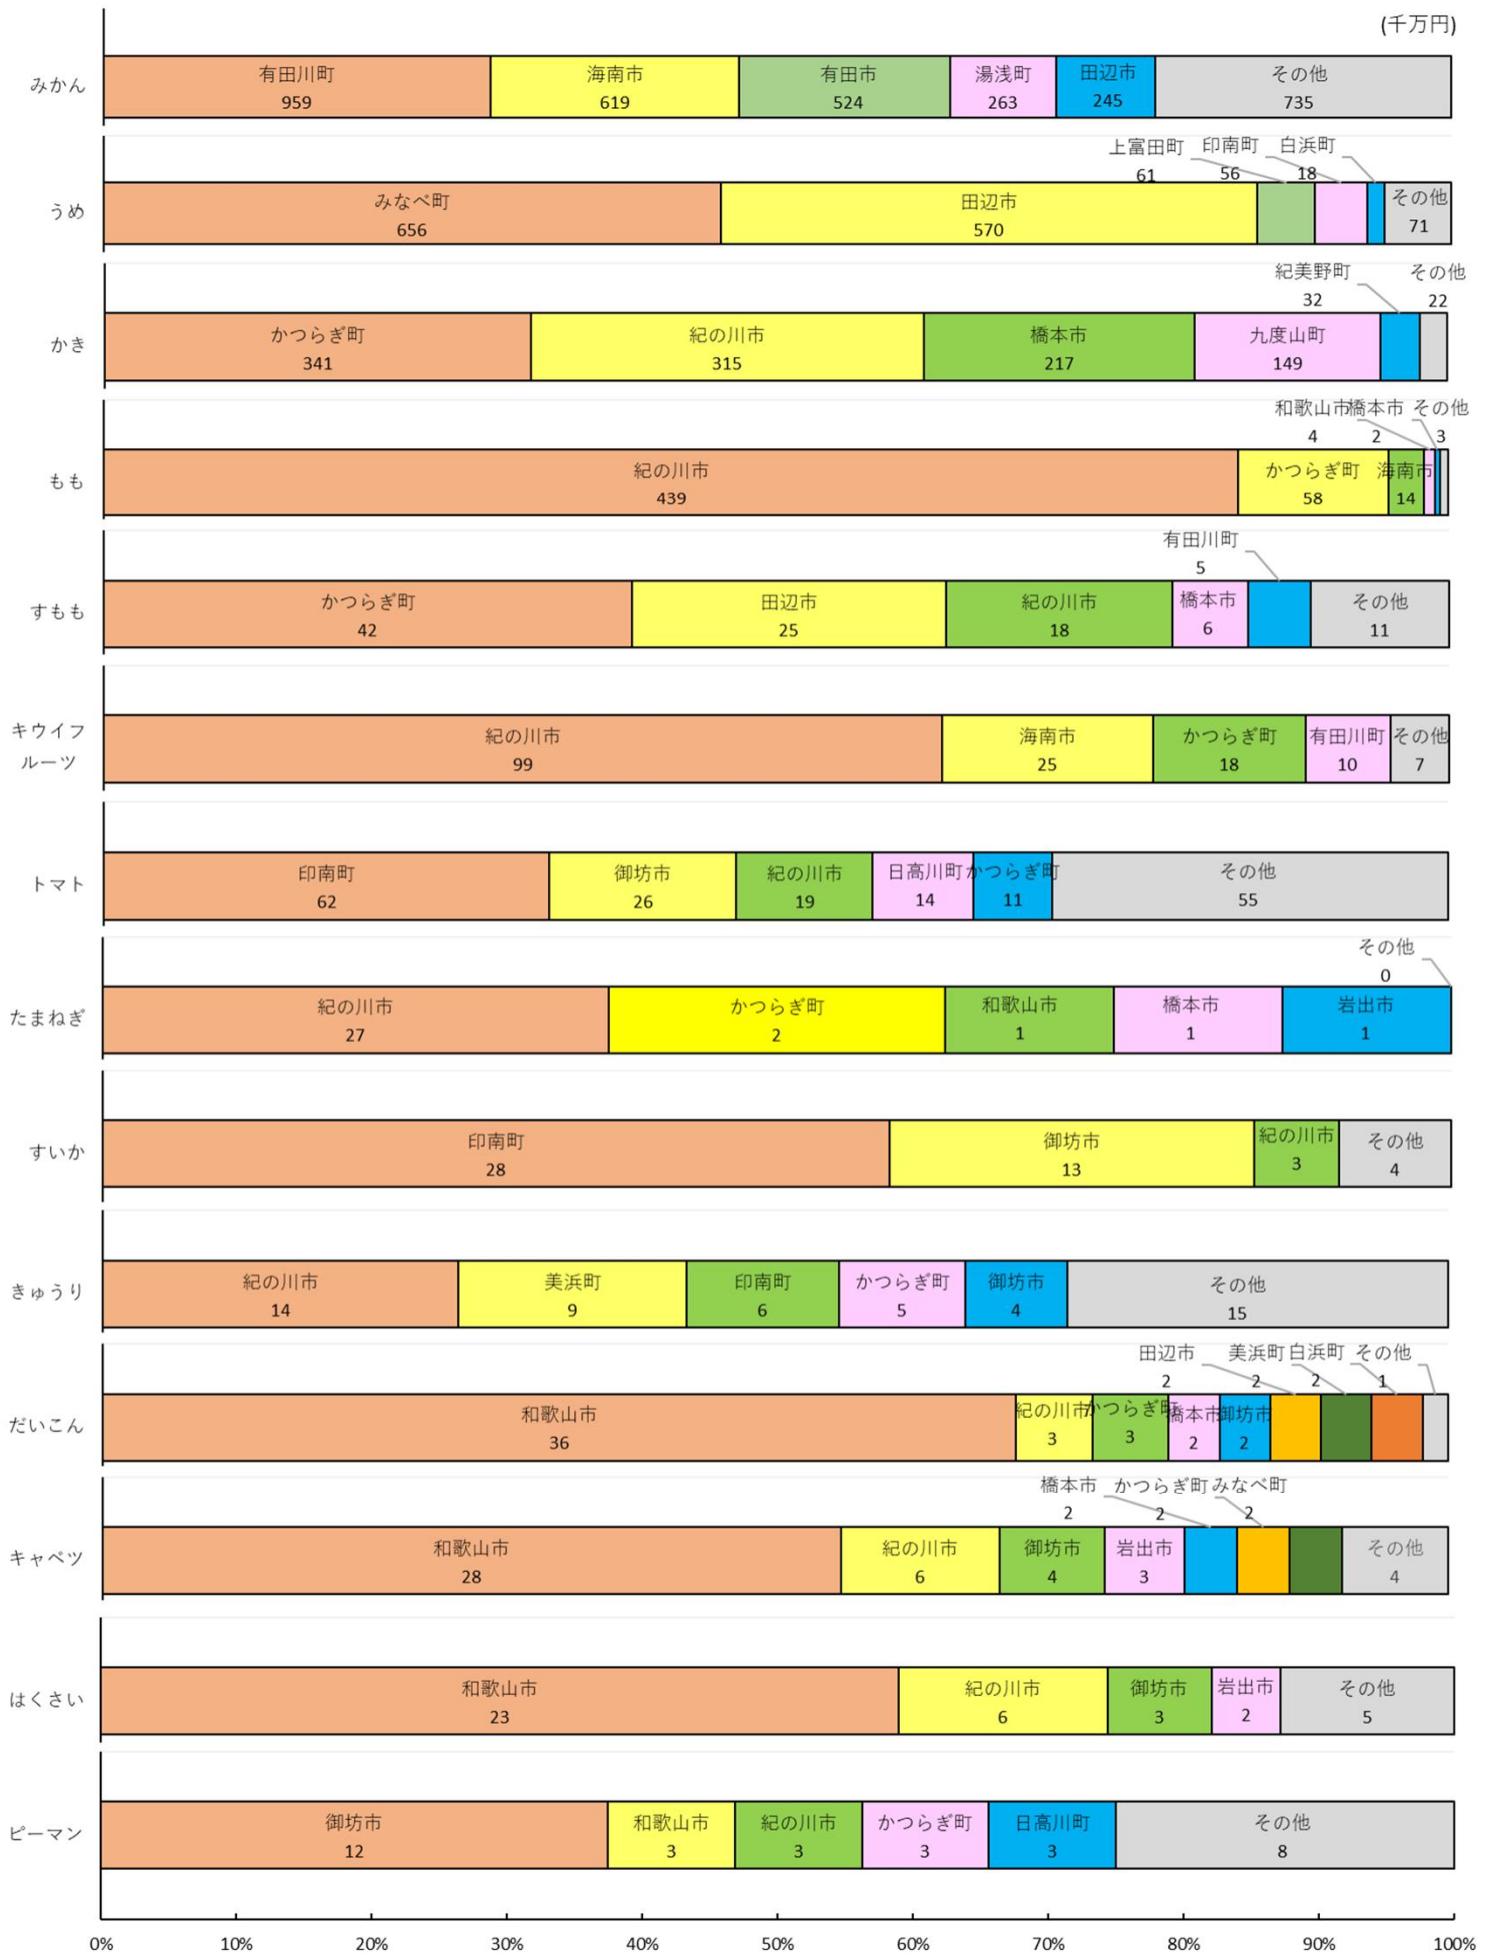 (千万円)
みかん
有田川町
959
海南市
619
有田市
524
湯浅町
263
田辺市
245
その他
735
うめ
みなべ町
656
田辺市
570
上富田町
61
印南町
56
白浜町
18
その他
71
かき
かつらぎ町
341
紀の川市
315
橋本市
217
九度山町
149
紀美野町
32
その他
22
もも
紀の川市
439
かつらぎ町
58
海南市
14
和歌山市
4
橋本市
2
その他
3
すもも
かつらぎ町
42
田辺市
25
紀の川市
18
橋本市
6
有田川町
5
その他
11
キウイフ
ルーツ
紀の川市
99
海南市
25
かつらぎ町
18
有田川町
10
その他
7
トマト
印南町
62
御坊市
26
紀の川市
19
日高川町
14
かつらぎ町
11
その他
55
たまねぎ
紀の川市
27
かつらぎ町
2
和歌山市
1
橋本市
1
岩出市
1
その他
0
すいか
印南町
28
御坊市
13
紀の川市
3
その他
4
きゅうり
紀の川市
14
美浜町
9
印南町
6
かつらぎ町
5
御坊市
4
その他
15
だいこん
和歌山市
36
紀の川市
3
かつらぎ町
3
橋本市
2
御坊市
2
田辺市
2
美浜町
2
白浜町
2
その他
1
キャベツ
和歌山市
28
紀の川市
6
御坊市
4
岩出市
3
橋本市
2
かつらぎ町
2
みなべ町
2
その他
4
はくさい
和歌山市
23
紀の川市
6
御坊市
3
岩出市
2
その他
5
ピーマン
御坊市
12
和歌山市
3
紀の川市
3
かつらぎ町
3
日高川町
3
その他
8
0%
10%
20%
30%
40%
50%
60%
70%
80%
90%
100%